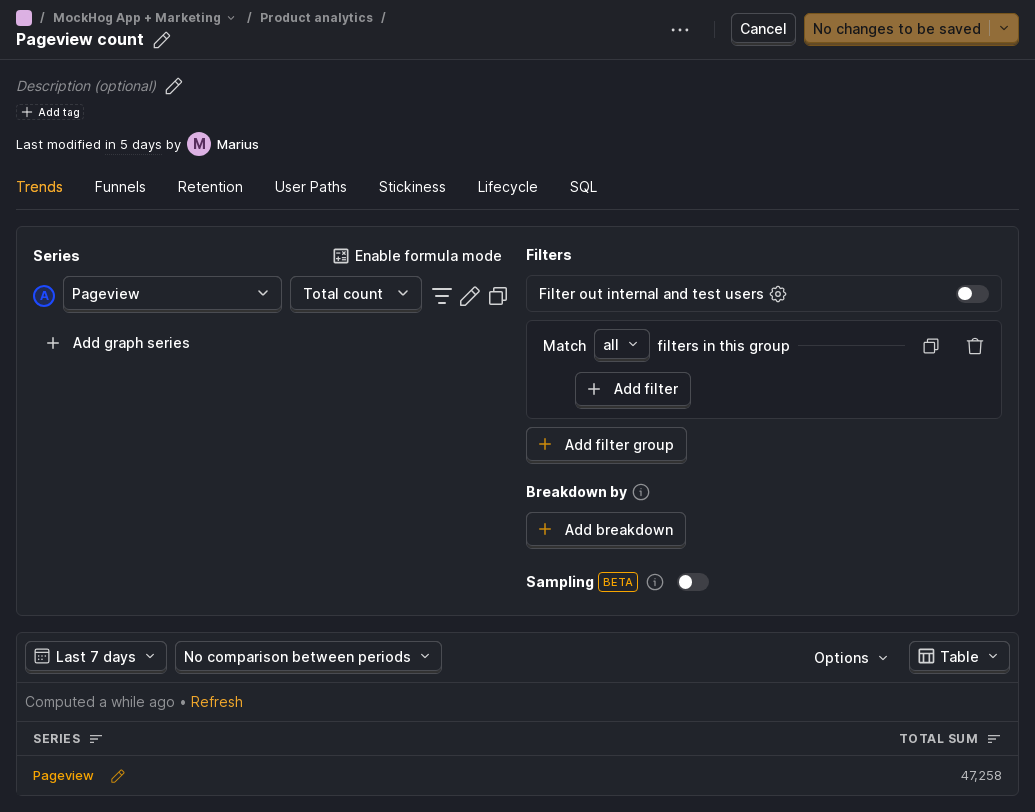 / MockHog App + Marketing / Product analytics /
Pageview count
Cancel
No changes to be saved
Description (optional)
Add tag
Last modified in 5 days by M Marius
Trends Funnels Retention User Paths Stickiness Lifecycle SQL
Series
Enable formula mode
A Pageview Total count
Add graph series
Filters
Filter out internal and test users
Match all filters in this group
Add filter
Add filter group
Breakdown by
Add breakdown
Sampling BETA
Last 7 days No comparison between periods Options Table
Computed a while ago • Refresh
SERIES TOTAL SUM
Pageview 47,258